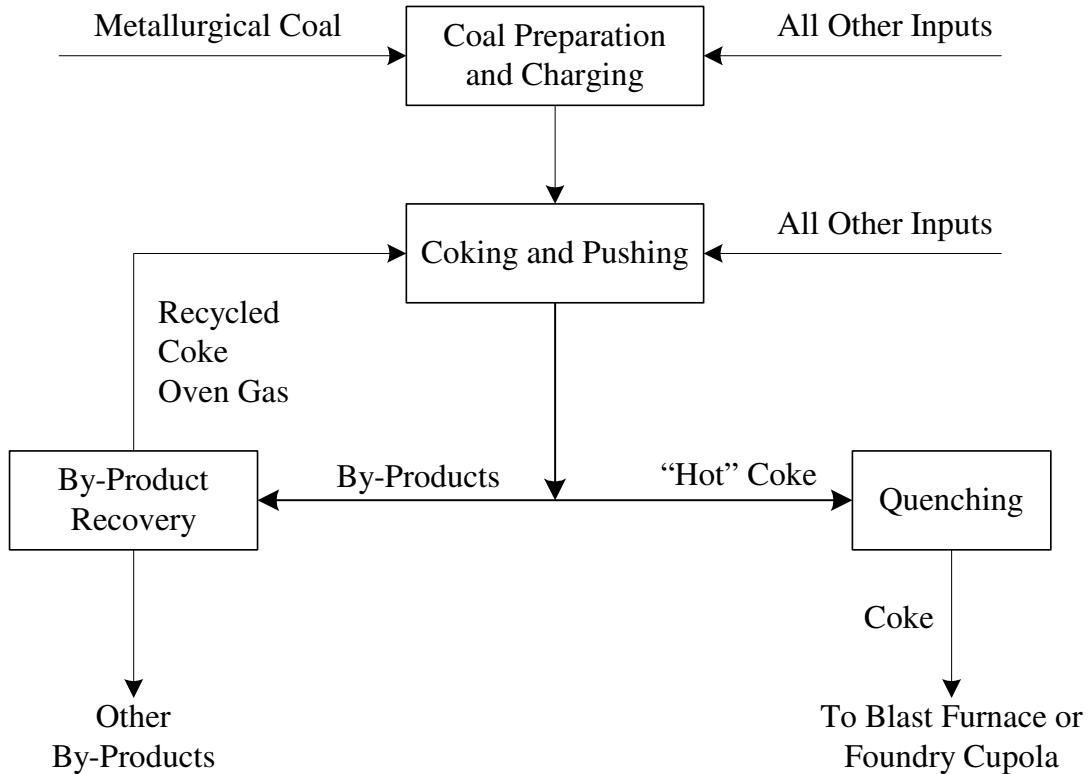 Metallurgical Coal
Coal Preparation
and Charging
All Other Inputs
All Other Inputs
Coking and Pushing
Recycled
Coke
Oven Gas
By-Product
Recovery
By-Products
“Hot” Coke
Quenching
Coke
Other
By-Products
To Blast Furnace or
Foundry Cupola